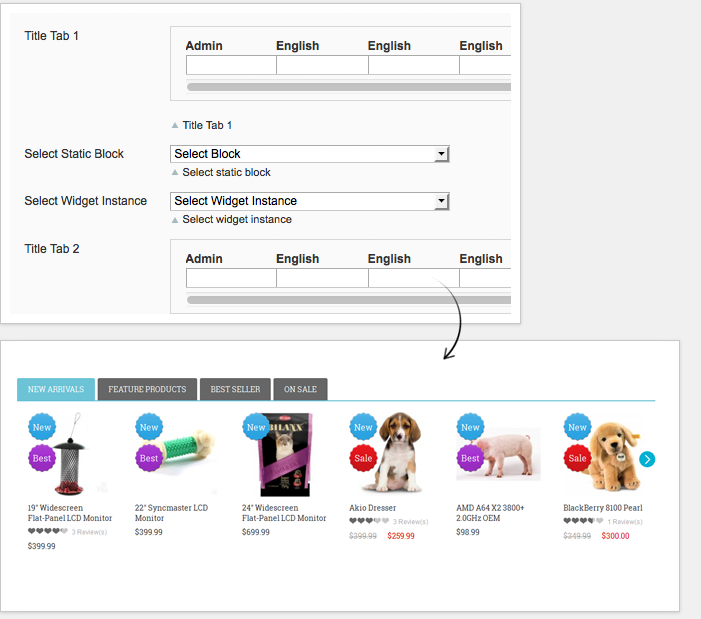 Title Tab 1
Admin English English English
Title Tab 1
Select Static Block Select Block
Select static block
Select Widget Instance Select Widget Instance
Select widget instance
Title Tab 2
Admin English English English
NEW ARRIVALS FEATURE PRODUCTS BEST SELLER ON SALE
New New New New New New
Best Best Sale Best Sale
19" Widescreen 22" Syncmaster LCD 24" Widescreen Akio Dresser AMD A64 X2 3800+ BlackBerry 8100 Pearl
Flat-Panel LCD Monitor Monitor Flat-Panel LCD Monitor 3 Review(s) 2.0GHz OEM 1 Review(s)
3 Review(s) $399.99 $699.99 $399.99 $259.99 $98.99 $349.99 $300.00
$399.99